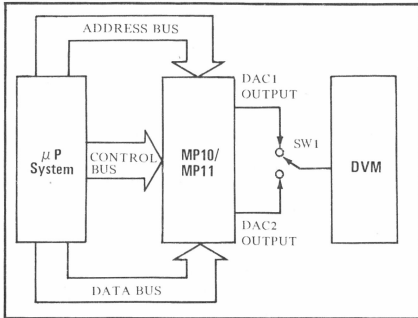 ADDRESS BUS
DAC1
OUTPUT
μP
System
CONTROL
BUS
MP10/
MP11
SW1
DVM
DAC2
OUTPUT
DATA BUS